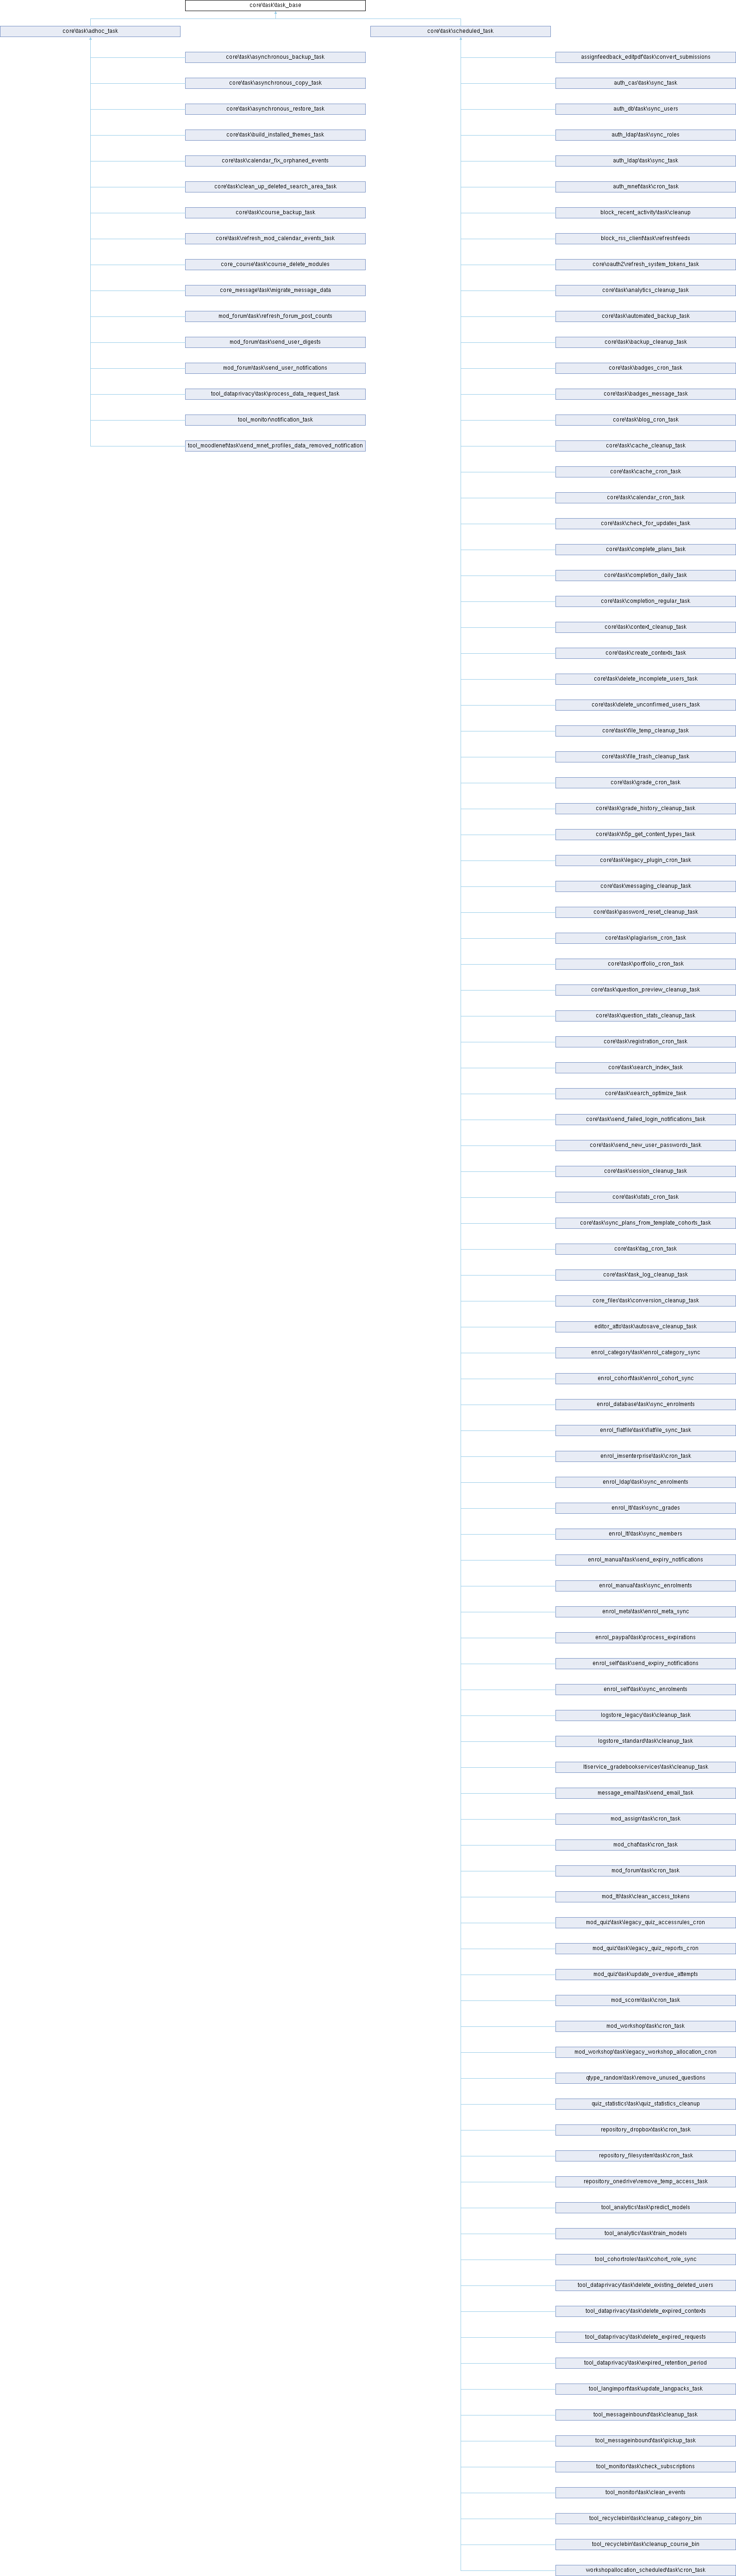 core\task\task_base
core\task\adhoc_task
core\task\scheduled_task
core\task\asynchronous_backup_task
core\task\asynchronous_copy_task
core\task\asynchronous_restore_task
core\task\build_installed_themes_task
core\task\calendar_fix_orphaned_events
core\task\clean_up_deleted_search_area_task
core\task\course_backup_task
core\task\refresh_mod_calendar_events_task
core_course\task\course_delete_modules
core_message\task\migrate_message_data
mod_forum\task\refresh_forum_post_counts
mod_forum\task\send_user_digests
mod_forum\task\send_user_notifications
tool_dataprivacy\task\process_data_request_task
tool_monitor\notification_task
tool_moodlenet\task\send_mnet_profiles_data_removed_notification
assignfeedback_editpdf\task\convert_submissions
auth_cas\task\sync_task
auth_db\task\sync_users
auth_ldap\task\sync_roles
auth_ldap\task\sync_task
auth_mnet\task\cron_task
block_recent_activity\task\cleanup
block_rss_client\task\refreshfeeds
core\oauth2\refresh_system_tokens_task
core\task\analytics_cleanup_task
core\task\automated_backup_task
core\task\backup_cleanup_task
core\task\badges_cron_task
core\task\badges_message_task
core\task\blog_cron_task
core\task\cache_cleanup_task
core\task\cache_cron_task
core\task\calendar_cron_task
core\task\check_for_updates_task
core\task\complete_plans_task
core\task\completion_daily_task
core\task\completion_regular_task
core\task\context_cleanup_task
core\task\create_contexts_task
core\task\delete_incomplete_users_task
core\task\delete_unconfirmed_users_task
core\task\file_temp_cleanup_task
core\task\file_trash_cleanup_task
core\task\grade_cron_task
core\task\grade_history_cleanup_task
core\task\h5p_get_content_types_task
core\task\legacy_plugin_cron_task
core\task\messaging_cleanup_task
core\task\password_reset_cleanup_task
core\task\plagiarism_cron_task
core\task\portfolio_cron_task
core\task\question_preview_cleanup_task
core\task\question_stats_cleanup_task
core\task\registration_cron_task
core\task\search_index_task
core\task\search_optimize_task
core\task\send_failed_login_notifications_task
core\task\send_new_user_passwords_task
core\task\session_cleanup_task
core\task\stats_cron_task
core\task\sync_plans_from_template_cohorts_task
core\task\tag_cron_task
core\task\task_log_cleanup_task
core_files\task\conversion_cleanup_task
editor_atto\task\autosave_cleanup_task
enrol_category\task\enrol_category_sync
enrol_cohort\task\enrol_cohort_sync
enrol_database\task\sync_enrolments
enrol_flatfile\task\flatfile_sync_task
enrol_imsenterprise\task\cron_task
enrol_ldap\task\sync_enrolments
enrol_lti\task\sync_grades
enrol_lti\task\sync_members
enrol_manual\task\send_expiry_notifications
enrol_manual\task\sync_enrolments
enrol_meta\task\enrol_meta_sync
enrol_paypal\task\process_expirations
enrol_self\task\send_expiry_notifications
enrol_self\task\sync_enrolments
logstore_legacy\task\cleanup_task
logstore_standard\task\cleanup_task
ltiservice_gradebookservices\task\cleanup_task
message_email\task\send_email_task
mod_assign\task\cron_task
mod_chat\task\cron_task
mod_forum\task\cron_task
mod_lti\task\clean_access_tokens
mod_quiz\task\legacy_quiz_accessrules_cron
mod_quiz\task\legacy_quiz_reports_cron
mod_quiz\task\update_overdue_attempts
mod_scorm\task\cron_task
mod_workshop\task\cron_task
mod_workshop\task\legacy_workshop_allocation_cron
qtype_random\task\remove_unused_questions
quiz_statistics\task\quiz_statistics_cleanup
repository_dropbox\task\cron_task
repository_filesystem\task\cron_task
repository_onedrive\remove_temp_access_task
tool_analytics\task\predict_models
tool_analytics\task\train_models
tool_cohortroles\task\cohort_role_sync
tool_dataprivacy\task\delete_existing_deleted_users
tool_dataprivacy\task\delete_expired_contexts
tool_dataprivacy\task\delete_expired_requests
tool_dataprivacy\task\expired_retention_period
tool_langimport\task\update_langpacks_task
tool_messageinbound\task\cleanup_task
tool_messageinbound\task\pickup_task
tool_monitor\task\check_subscriptions
tool_monitor\task\clean_events
tool_recyclebin\task\cleanup_category_bin
tool_recyclebin\task\cleanup_course_bin
workshopallocation_scheduled\task\cron_task